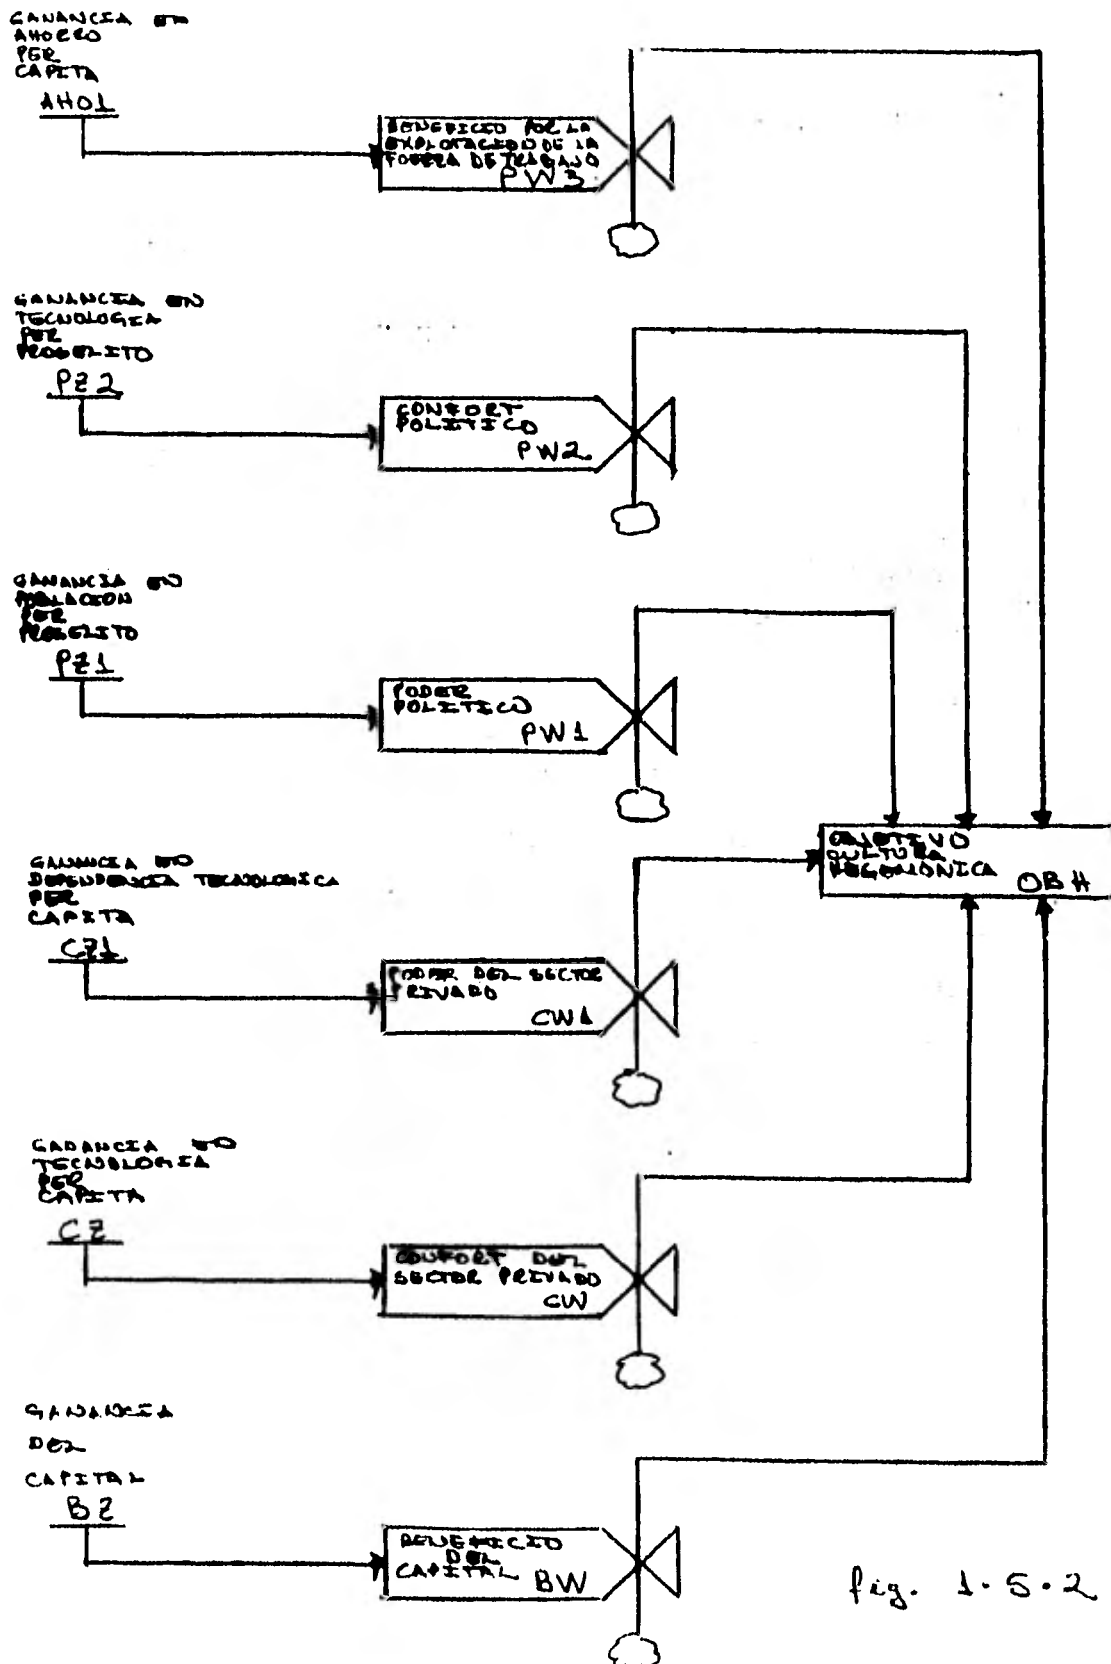 GANANCIA EN
AHORRO
PER
CAPITA
AHO1
BENEFICIO POR LA
EXPLOTACION DE LA
FUERZA DE TRABAJO
PW3
GANANCIA EN
TECNOLOGIA
PER
PROSELITO
PZ2
CONFORT
POLITICO
PW2
GANANCIA EN
POBLACION
PER
PROSELITO
PZ1
PODER
POLITICO
PW1
OBJETIVO
CULTURA
HEGEMONICA
OBH
GANANCIA EN
DEPENDENCIA TECNOLOGICA
PER
CAPITA
CZ1
PODER DEL SECTOR
PRIVADO
CW1
GANANCIA EN
TECNOLOGIA
PER
CAPITA
CZ
CONFORT DEL
SECTOR PRIVADO
CW
GANANCIA
DEL
CAPITAL
BZ
BENEFICIO
DEL
CAPITAL
BW
fig. 1.5.2